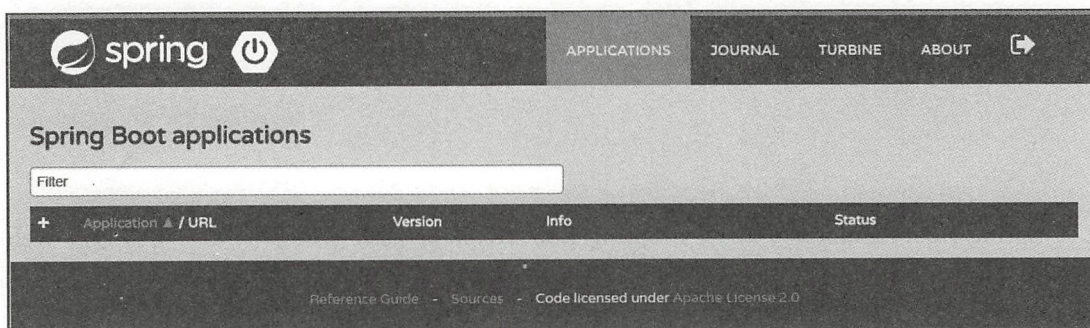 spring APPLICATIONS JOURNAL TURBINE ABOUT
Spring Boot applications
Filter
+ Application ▲ / URL Version Info Status
Reference Guide - Sources - Code licensed under Apache License 2.0